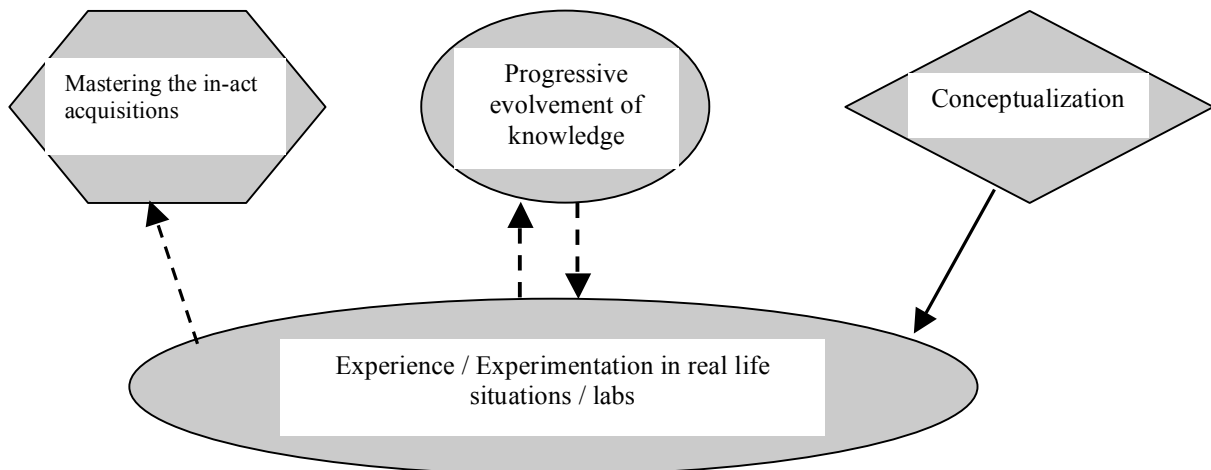 Mastering the in-act
acquisitions
Progressive
evolvement of
knowledge
Conceptualization
Experience / Experimentation in real life
situations / labs